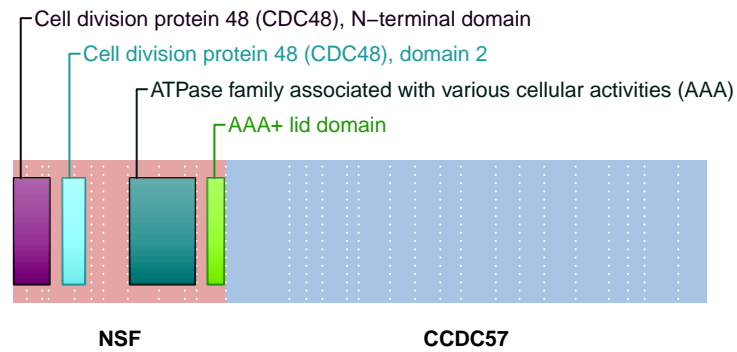 Cell division protein 48 (CDC48), N−terminal domain
Cell division protein 48 (CDC48), domain 2
ATPase family associated with various cellular activities (AAA)
AAA+ lid domain
NSF CCDC57